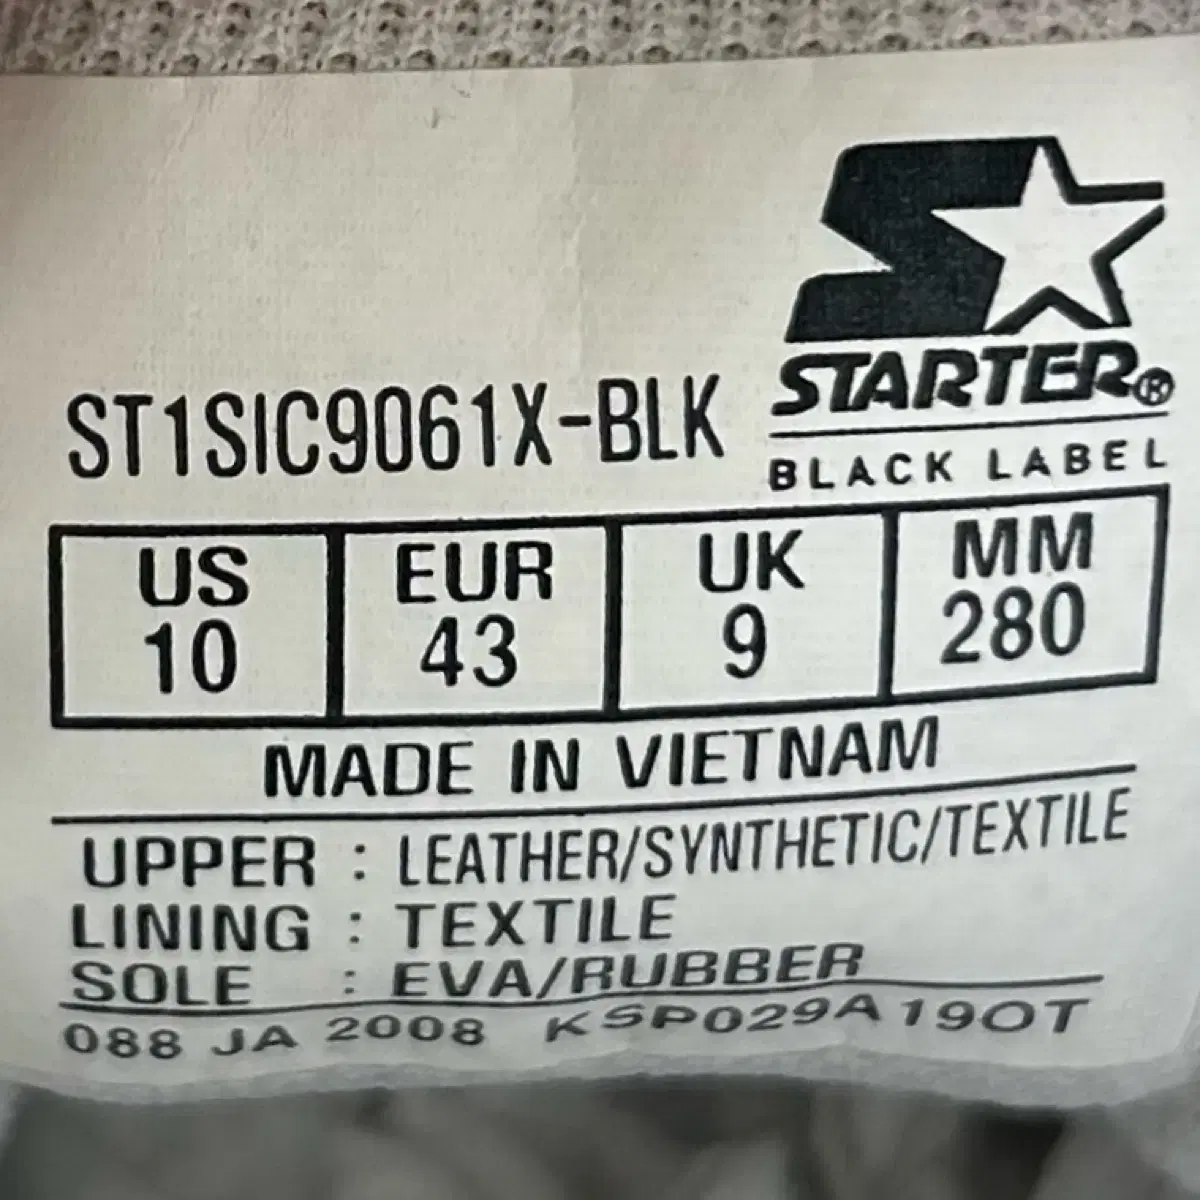 STARTER®
BLACK LABEL
ST1SIC9061X-BLK
US EUR UK MM
10 43 9 280
MADE IN VIETNAM
UPPER : LEATHER/SYNTHETIC/TEXTILE
LINING : TEXTILE
SOLE : EVA/RUBBER
088 JA 2008 KSP029A19OT